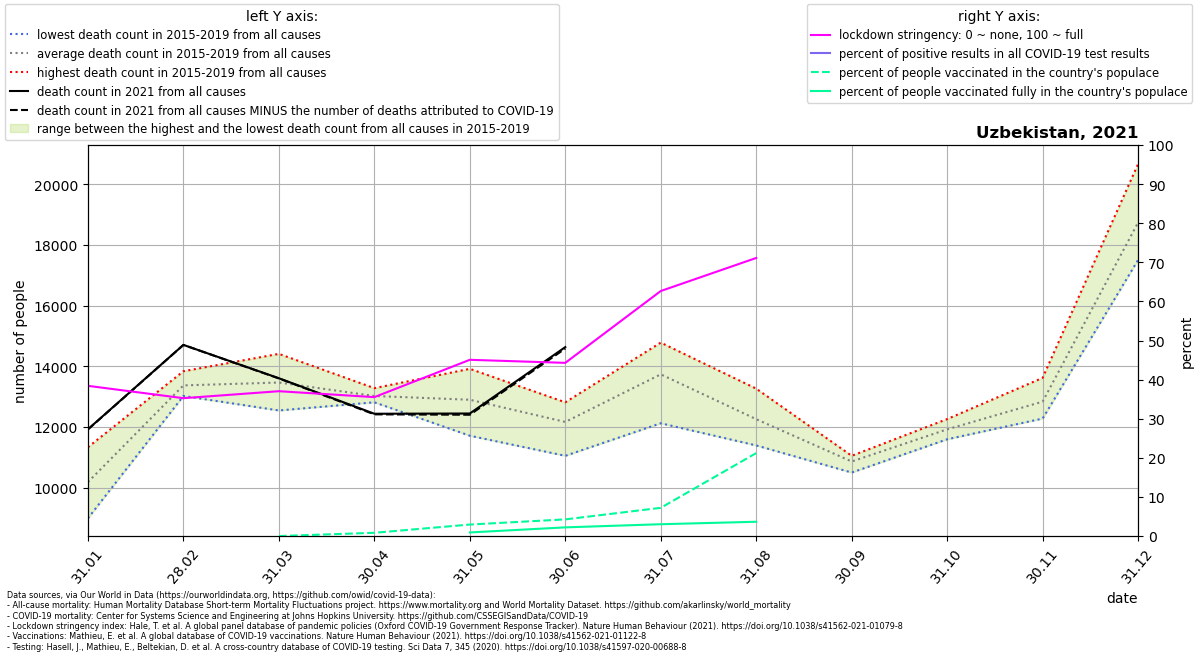 left Y axis:
lowest death count in 2015-2019 from all causes
average death count in 2015-2019 from all causes
highest death count in 2015-2019 from all causes
death count in 2021 from all causes
death count in 2021 from all causes MINUS the number of deaths attributed to COVID-19
range between the highest and the lowest death count from all causes in 2015-2019
right Y axis:
lockdown stringency: 0 ~ none, 100 ~ full
percent of positive results in all COVID-19 test results
percent of people vaccinated in the country's populace
percent of people vaccinated fully in the country's populace
Uzbekistan, 2021
number of people
20000
18000
16000
14000
12000
10000
100
90
80
70
60
50
40
30
20
10
0
percent
31.01
28.02
31.03
30.04
31.05
30.06
31.07
31.08
30.09
31.10
30.11
31.12
date
Data sources, via Our World in Data (https://ourworldindata.org, https://github.com/owid/covid-19-data):
- All-cause mortality: Human Mortality Database Short-term Mortality Fluctuations project. https://www.mortality.org and World Mortality Dataset. https://github.com/akarlinsky/world_mortality
- COVID-19 mortality: Center for Systems Science and Engineering at Johns Hopkins University. https://github.com/CSSEGISandData/COVID-19
- Lockdown stringency index: Hale, T. et al. A global panel database of pandemic policies (Oxford COVID-19 Government Response Tracker). Nature Human Behaviour (2021). https://doi.org/10.1038/s41562-021-01079-8
- Vaccinations: Mathieu, E. et al. A global database of COVID-19 vaccinations. Nature Human Behaviour (2021). https://doi.org/10.1038/s41562-021-01122-8
- Testing: Hasell, J., Mathieu, E., Beltekian, D. et al. A cross-country database of COVID-19 testing. Sci Data 7, 345 (2020). https://doi.org/10.1038/s41597-020-00688-8